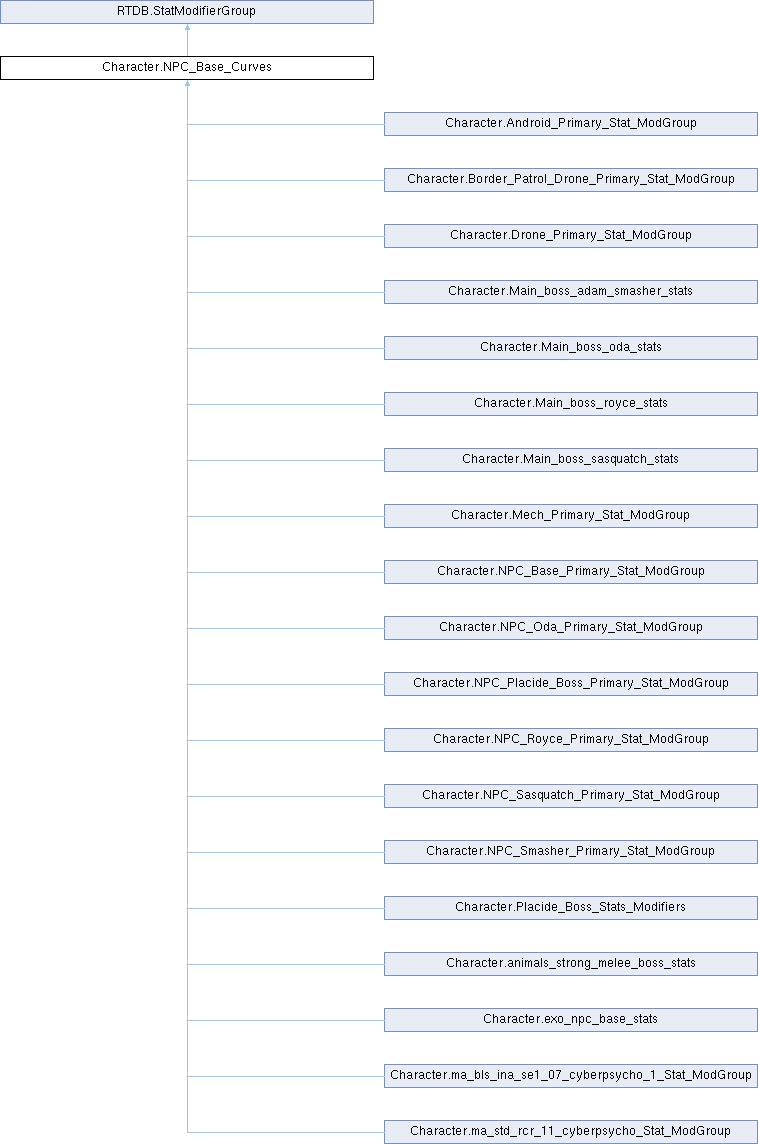 RTDB.StatModifierGroup
Character.NPC_Base_Curves
Character.Android_Primary_Stat_ModGroup
Character.Border_Patrol_Drone_Primary_Stat_ModGroup
Character.Drone_Primary_Stat_ModGroup
Character.Main_boss_adam_smasher_stats
Character.Main_boss_oda_stats
Character.Main_boss_royce_stats
Character.Main_boss_sasquatch_stats
Character.Mech_Primary_Stat_ModGroup
Character.NPC_Base_Primary_Stat_ModGroup
Character.NPC_Oda_Primary_Stat_ModGroup
Character.NPC_Placide_Boss_Primary_Stat_ModGroup
Character.NPC_Royce_Primary_Stat_ModGroup
Character.NPC_Sasquatch_Primary_Stat_ModGroup
Character.NPC_Smasher_Primary_Stat_ModGroup
Character.Placide_Boss_Stats_Modifiers
Character.animals_strong_melee_boss_stats
Character.exo_npc_base_stats
Character.ma_bls_ina_se1_07_cyberpsycho_1_Stat_ModGroup
Character.ma_std_rcr_11_cyberpsycho_Stat_ModGroup